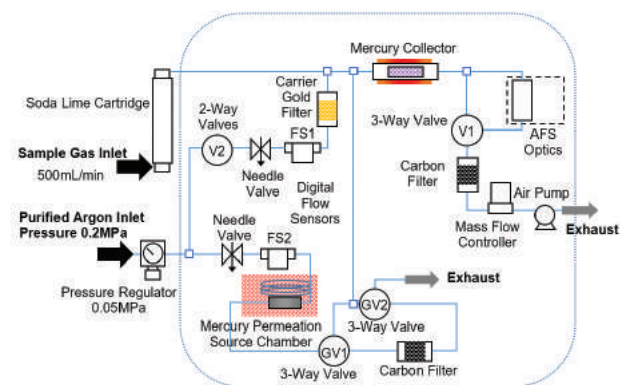 Mercury Collector
Soda Lime Cartridge
Carrier
Gold
Filter
2-Way
Valves
3-Way Valve
V1
AFS
Optics
V2
FS1
Sample Gas Inlet
500mL/min
Needle
Valve
Carbon
Filter
Air Pump
Digital
Flow
Sensors
Purified Argon Inlet
Pressure 0.2MPa
Needle
Valve
FS2
Mass Flow
Controller
Exhaust
Exhaust
Pressure Regulator
0.05MPa
Mercury Permeation
Source Chamber
GV2
3-Way Valve
GV1
3-Way Valve
Carbon Filter